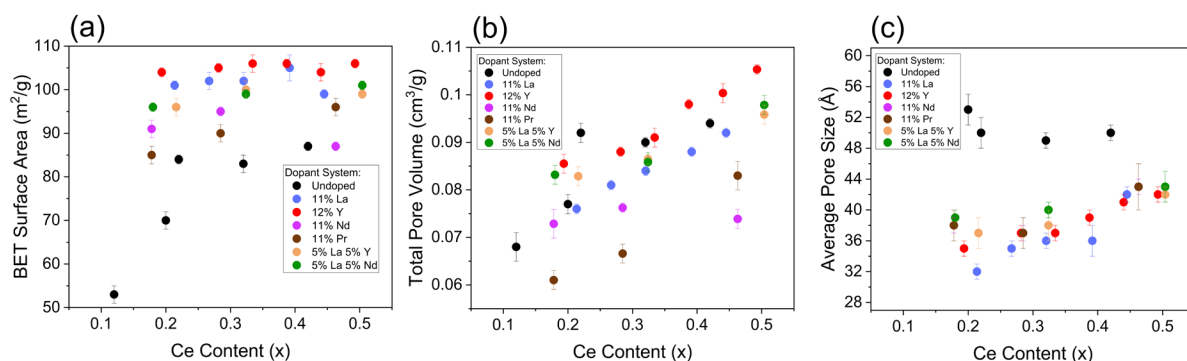 (a)
BET Surface Area (m²/g)
110
100
90
80
70
60
50
0.1 0.2 0.3 0.4 0.5
Ce Content (x)
Dopant System:
Undoped
11% La
12% Y
11% Nd
11% Pr
5% La 5% Y
5% La 5% Nd
(b)
Total Pore Volume (cm³/g)
0.11
0.10
0.09
0.08
0.07
0.06
0.1 0.2 0.3 0.4 0.5
Ce Content (x)
Dopant System:
Undoped
11% La
12% Y
11% Nd
11% Pr
5% La 5% Y
5% La 5% Nd
(c)
Average Pore Size (Å)
60
56
52
48
44
40
36
32
28
0.1 0.2 0.3 0.4 0.5
Ce Content (x)
Dopant System:
Undoped
11% La
12% Y
11% Nd
11% Pr
5% La 5% Y
5% La 5% Nd